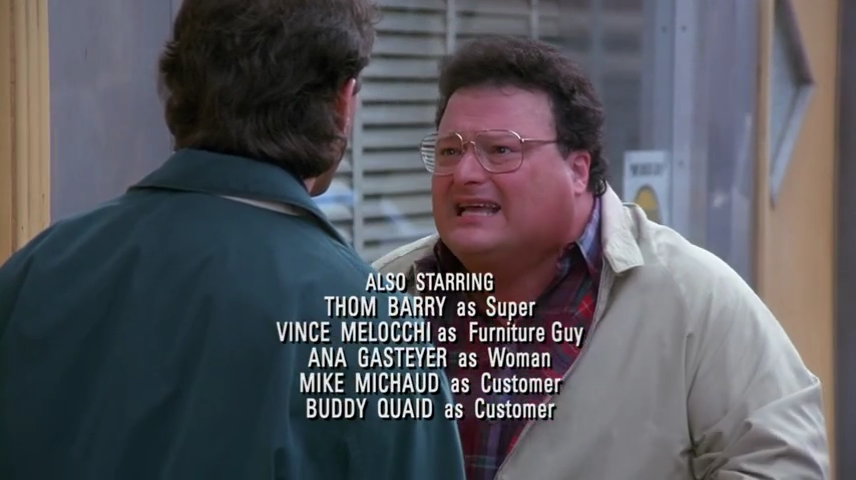 ALSO STARRING
THOM BARRY as Super
VINCE MELOCCHI as Furniture Guy
ANA GASTEYER as Woman
MIKE MICHAUD as Customer
BUDDY QUAID as Customer